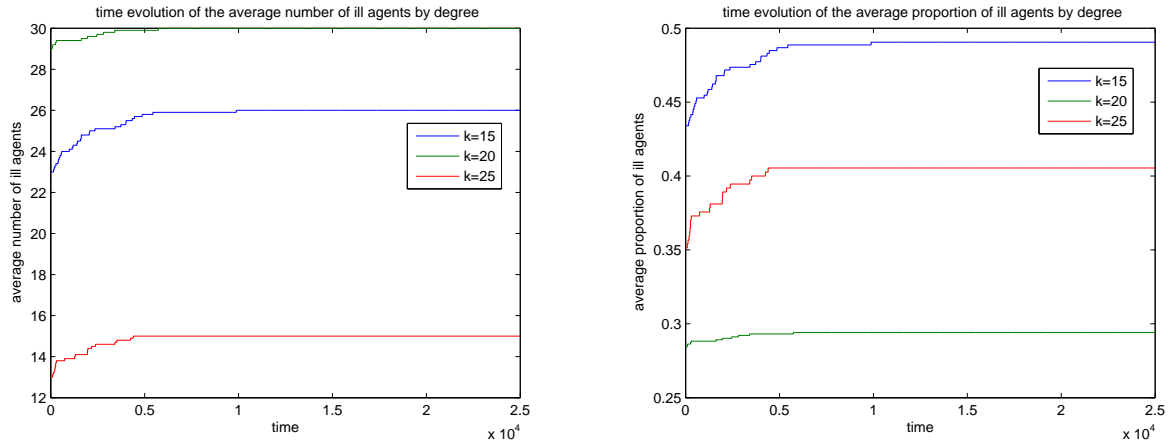 time evolution of the average number of ill agents by degree
30
28
26
24
22
20
18
16
14
12
average number of ill agents
k=15
k=20
k=25
0 0.5 1 1.5 2 2.5
time
x 10^4
time evolution of the average proportion of ill agents by degree
0.5
0.45
0.4
0.35
0.3
0.25
average proportion of ill agents
k=15
k=20
k=25
0 0.5 1 1.5 2 2.5
time
x 10^4